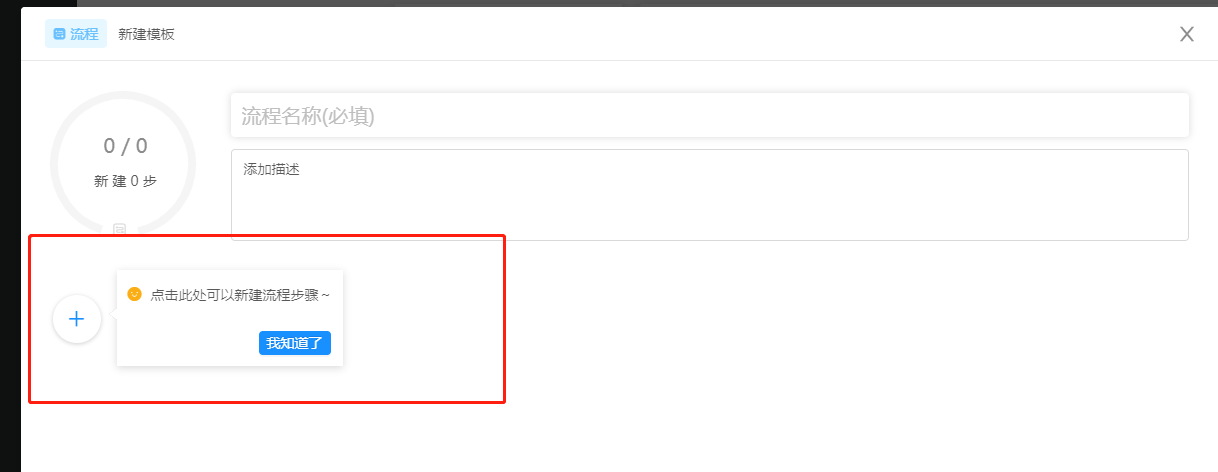 流程 新建模板
0 / 0
新 建 0 步
流程名称(必填)
添加描述
点击此处可以新建流程步骤 ~
我知道了